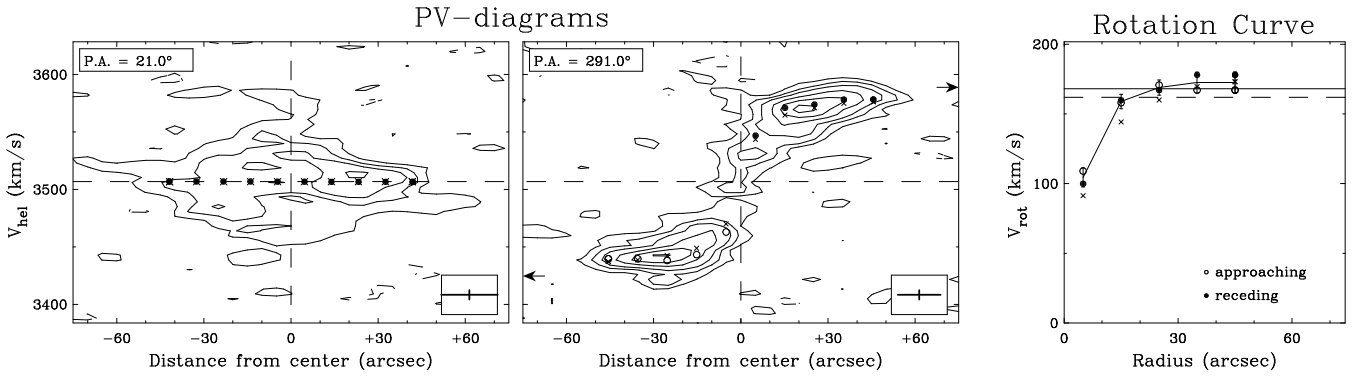 PV-diagrams
Rotation Curve
P.A. = 21.0°
P.A. = 291.0°
3600
3500
3400
V_hel (km/s)
-60 -30 0 +30 +60
Distance from center (arcsec)
-60 -30 0 +30 +60
Distance from center (arcsec)
200
100
0
V_rot (km/s)
approaching
receding
0 30 60
Radius (arcsec)